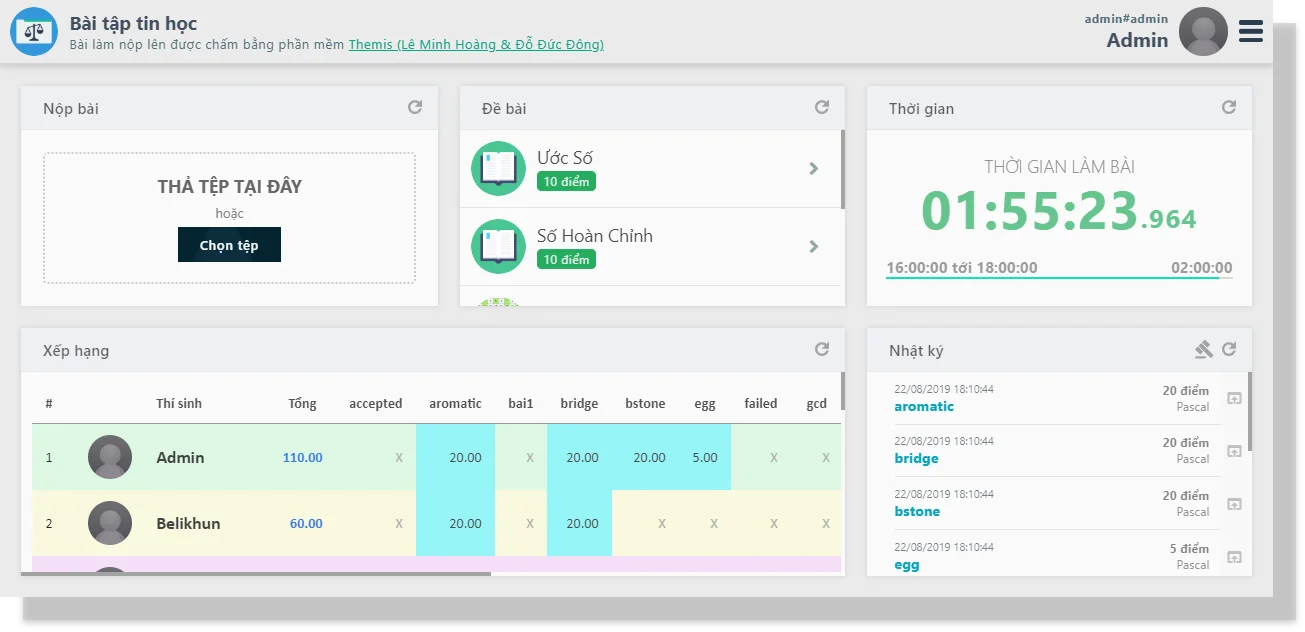 Bài tập tin học
Bài làm nộp lên được chấm bằng phần mềm Themis (Lê Minh Hoàng & Đỗ Đức Đông)
admin#admin
Admin
Nộp bài
THẢ TỆP TẠI ĐÂY
hoặc
Chọn tệp
Đề bài
Ước Số
10 điểm
Số Hoàn Chỉnh
10 điểm
Thời gian
THỜI GIAN LÀM BÀI
01:55:23.964
16:00:00 tới 18:00:00 02:00:00
Xếp hạng
# Thí sinh Tổng accepted aromatic bai1 bridge bstone egg failed gcd
1 Admin 110.00 X 20.00 X 20.00 20.00 5.00 X X
2 Belikhun 60.00 X 20.00 X 20.00 X X X X
Nhật ký
22/08/2019 18:10:44 20 điểm
aromatic Pascal
22/08/2019 18:10:44 20 điểm
bridge Pascal
22/08/2019 18:10:44 20 điểm
bstone Pascal
22/08/2019 18:10:44 5 điểm
egg Pascal